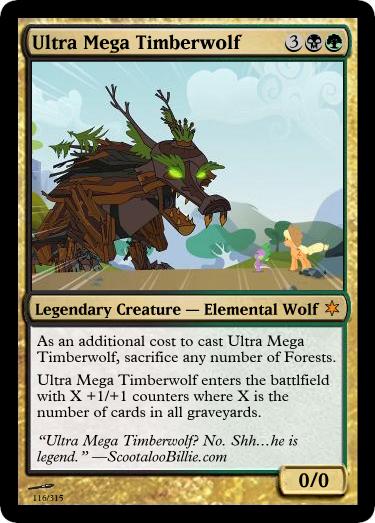 Ultra Mega Timberwolf 3
Legendary Creature — Elemental Wolf
As an additional cost to cast Ultra Mega
Timberwolf, sacrifice any number of Forests.
Ultra Mega Timberwolf enters the battlfield
with X +1/+1 counters where X is the
number of cards in all graveyards.
“Ultra Mega Timberwolf? No. Shh…he is
legend.” —ScootalooBillie.com
0/0
116/315